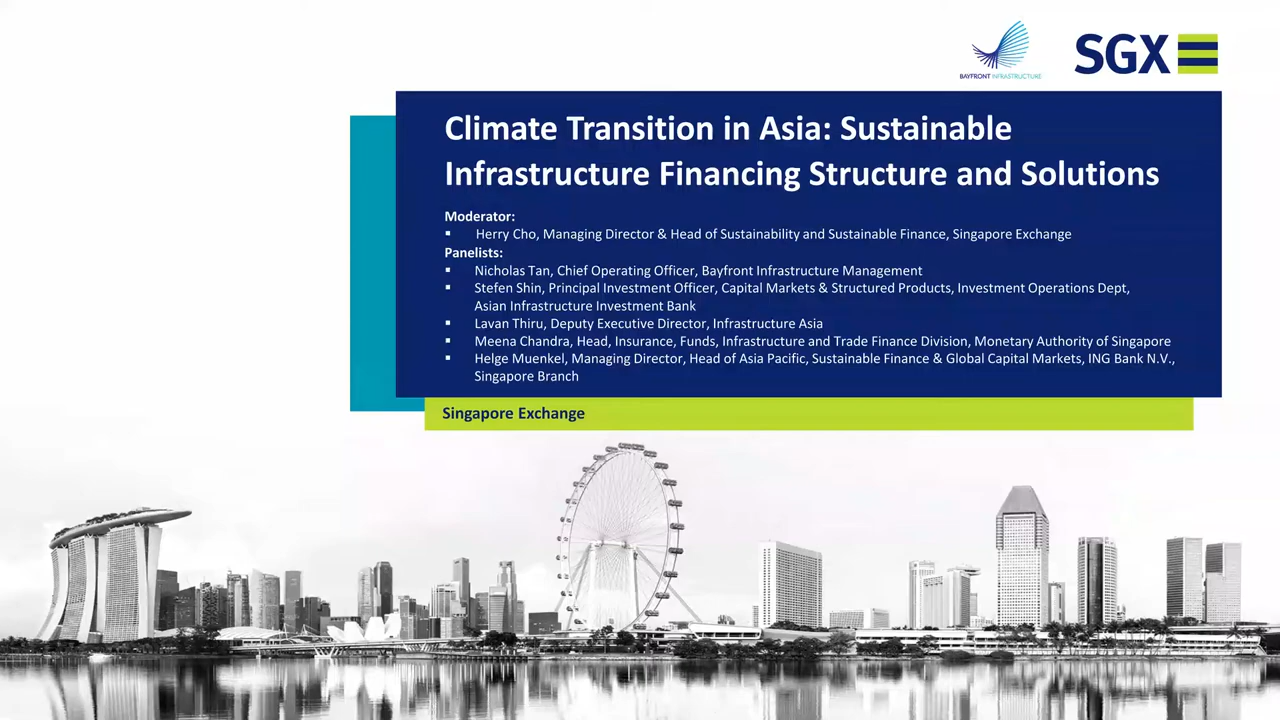 BAYFRONT INFRASTRUCTURE
SGX
Climate Transition in Asia: Sustainable
Infrastructure Financing Structure and Solutions
Moderator:
▪ Herry Cho, Managing Director & Head of Sustainability and Sustainable Finance, Singapore Exchange
Panelists:
▪ Nicholas Tan, Chief Operating Officer, Bayfront Infrastructure Management
▪ Stefen Shin, Principal Investment Officer, Capital Markets & Structured Products, Investment Operations Dept,
Asian Infrastructure Investment Bank
▪ Lavan Thiru, Deputy Executive Director, Infrastructure Asia
▪ Meena Chandra, Head, Insurance, Funds, Infrastructure and Trade Finance Division, Monetary Authority of Singapore
▪ Helge Muenkel, Managing Director, Head of Asia Pacific, Sustainable Finance & Global Capital Markets, ING Bank N.V.,
Singapore Branch
Singapore Exchange